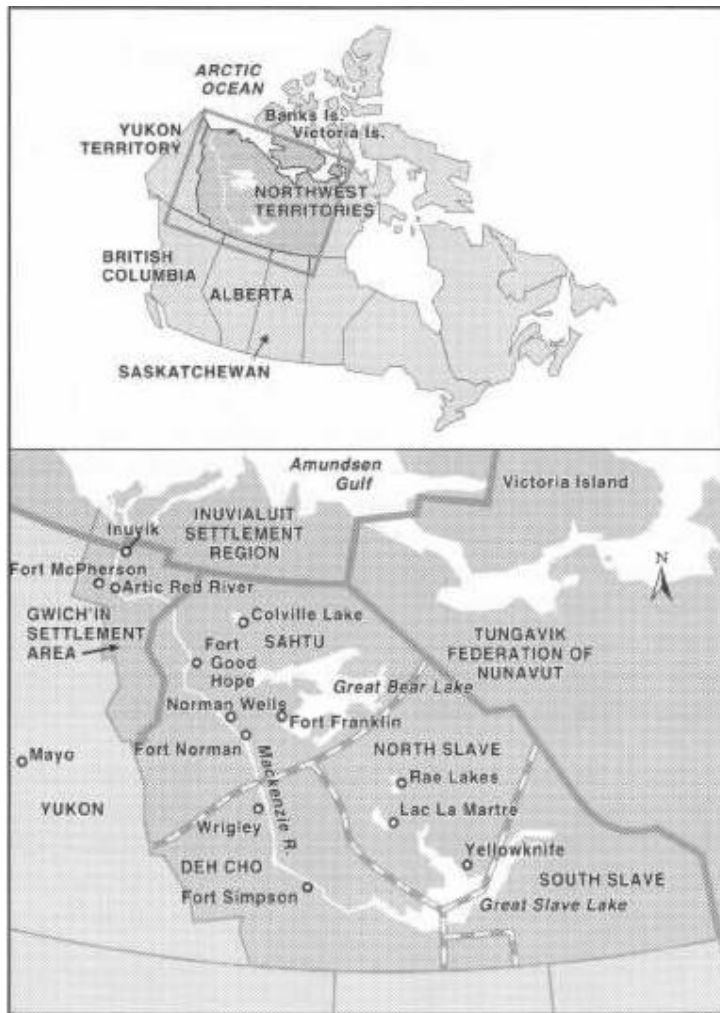 ARCTIC
OCEAN
Banks Is.
Victoria Is.
YUKON
TERRITORY
NORTHWEST
TERRITORIES
BRITISH
COLUMBIA
ALBERTA
SASKATCHEWAN
Amundsen
Gulf
Victoria Island
INUVIALUIT
SETTLEMENT
REGION
Inuvik
N
Fort McPherson
Artic Red River
GWICH'IN
SETTLEMENT
AREA
Colville Lake
SAHTU
TUNGAVIK
FEDERATION OF
NUNAVUT
Fort
Good
Hope
Great Bear Lake
Norman Wells
Fort Franklin
Fort Norman
Mackenzie R.
NORTH SLAVE
Mayo
Rae Lakes
YUKON
Lac La Martre
Wrigley
Yellowknife
DEH CHO
SOUTH SLAVE
Fort Simpson
Great Slave Lake